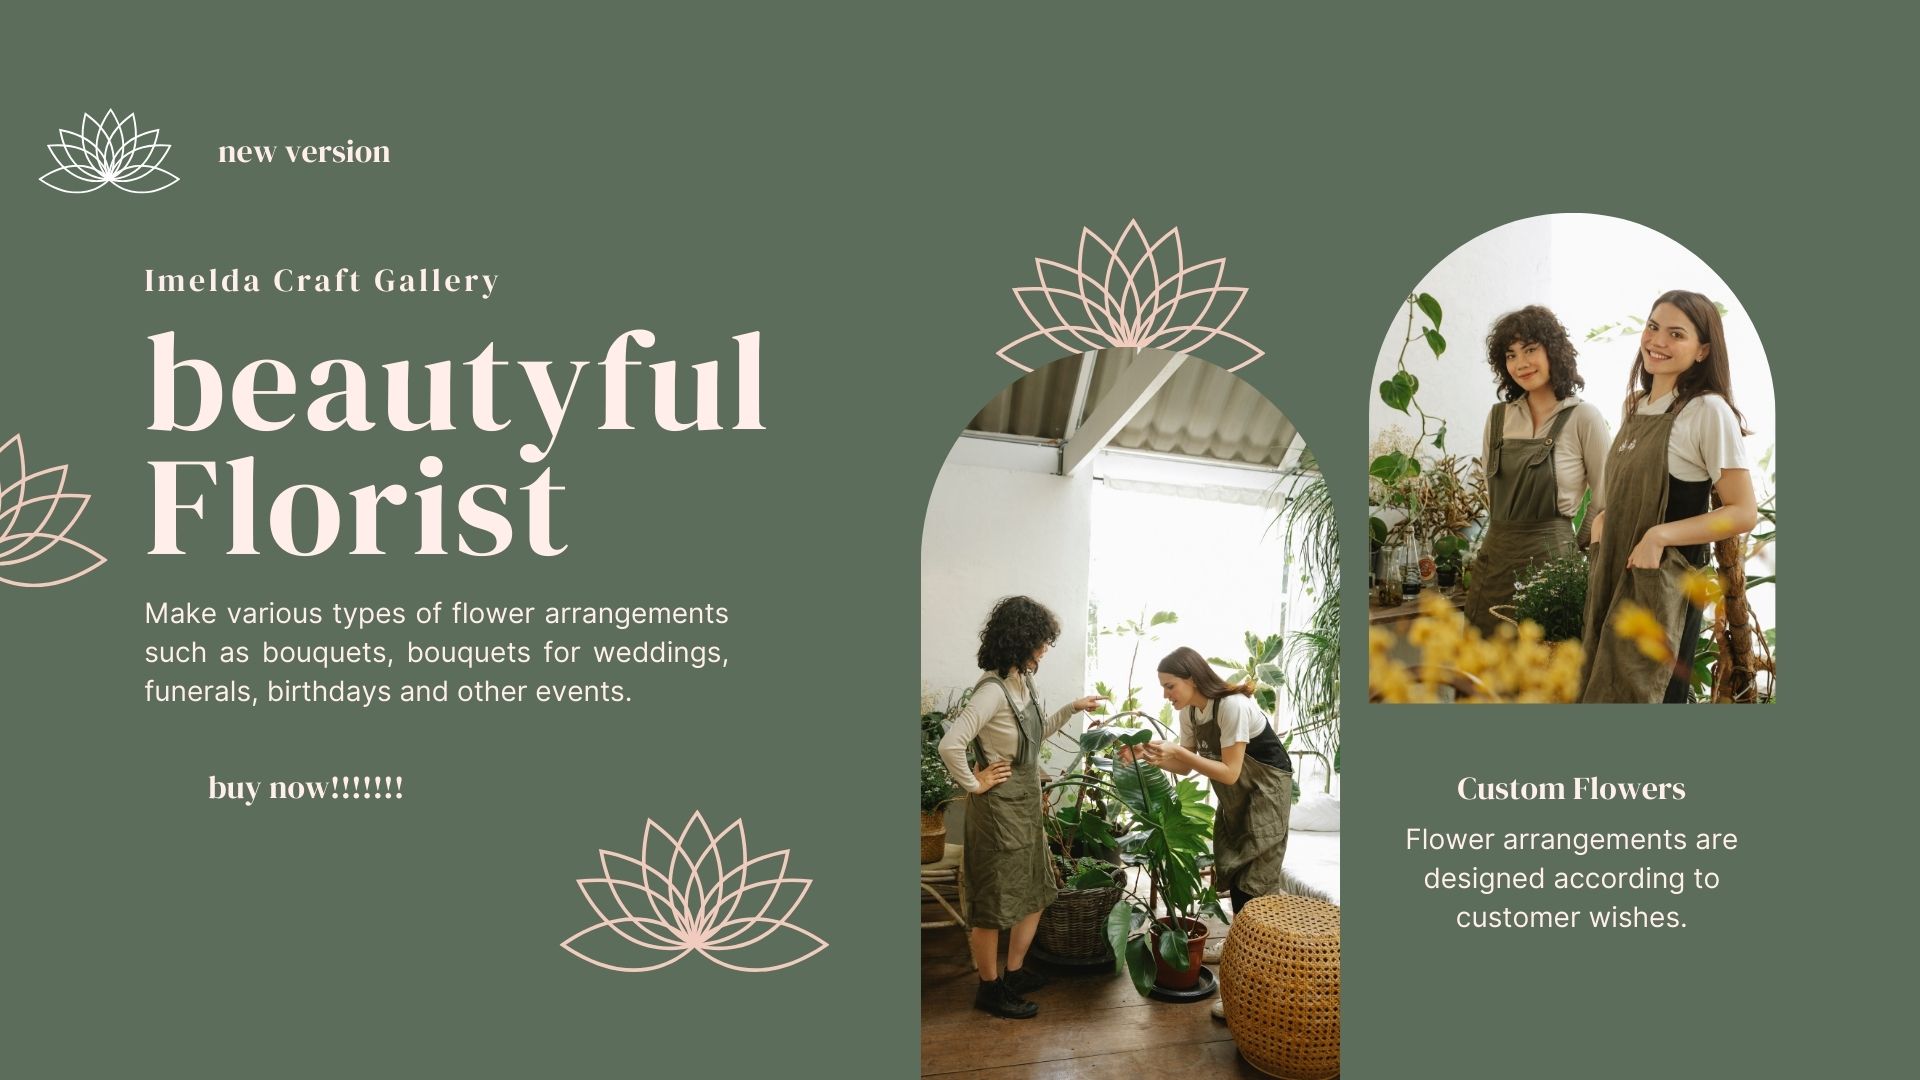 new version
Imelda Craft Gallery
beautyful
Florist
Make various types of flower arrangements
such as bouquets, bouquets for weddings,
funerals, birthdays and other events.
buy now!!!!!!!
Custom Flowers
Flower arrangements are
designed according to
customer wishes.